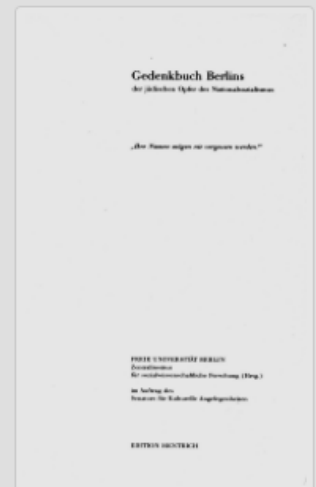 Gedenkbuch Berlins
der jüdischen Opfer des Nationalsozialismus
„Ihre Namen mögen nie vergessen werden!“
FREIE UNIVERSITÄT BERLIN
Zentralinstitut
für sozialwissenschaftliche Forschung (Hrsg.)
im Auftrag des
Senators für Kulturelle Angelegenheiten
EDITION HENTRICH